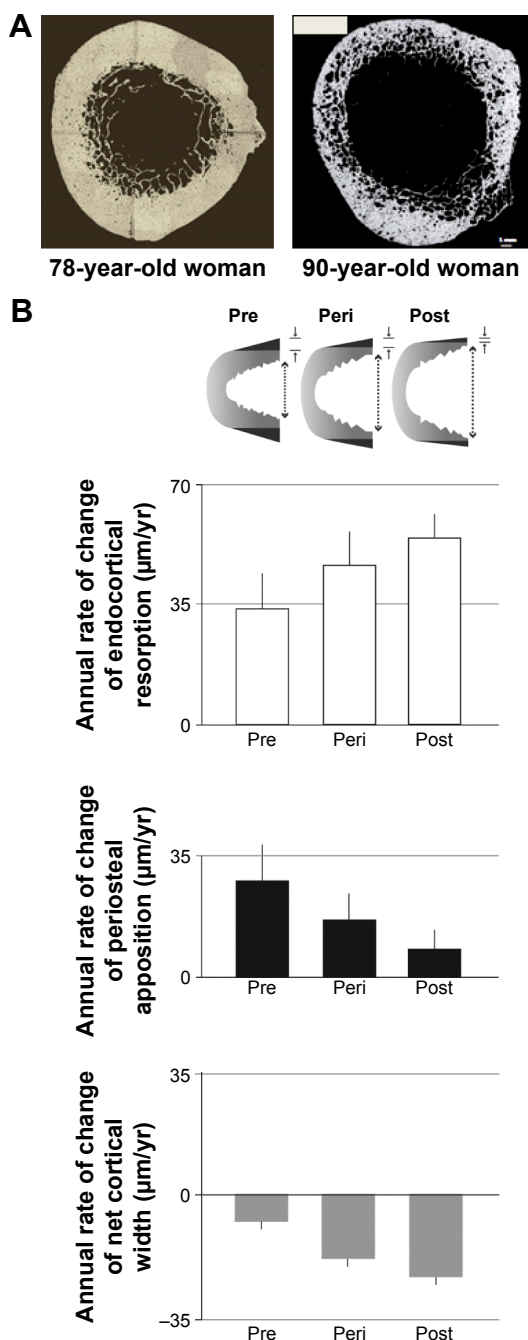 A
1 mm
78-year-old woman
90-year-old woman
B
Pre
Peri
Post
Annual rate of change
of endocortical
resorption (µm/yr)
70
35
0
Pre
Peri
Post
Annual rate of change
of periosteal
apposition (µm/yr)
35
0
Pre
Peri
Post
Annual rate of change
of net cortical
width (µm/yr)
35
0
–35
Pre
Peri
Post